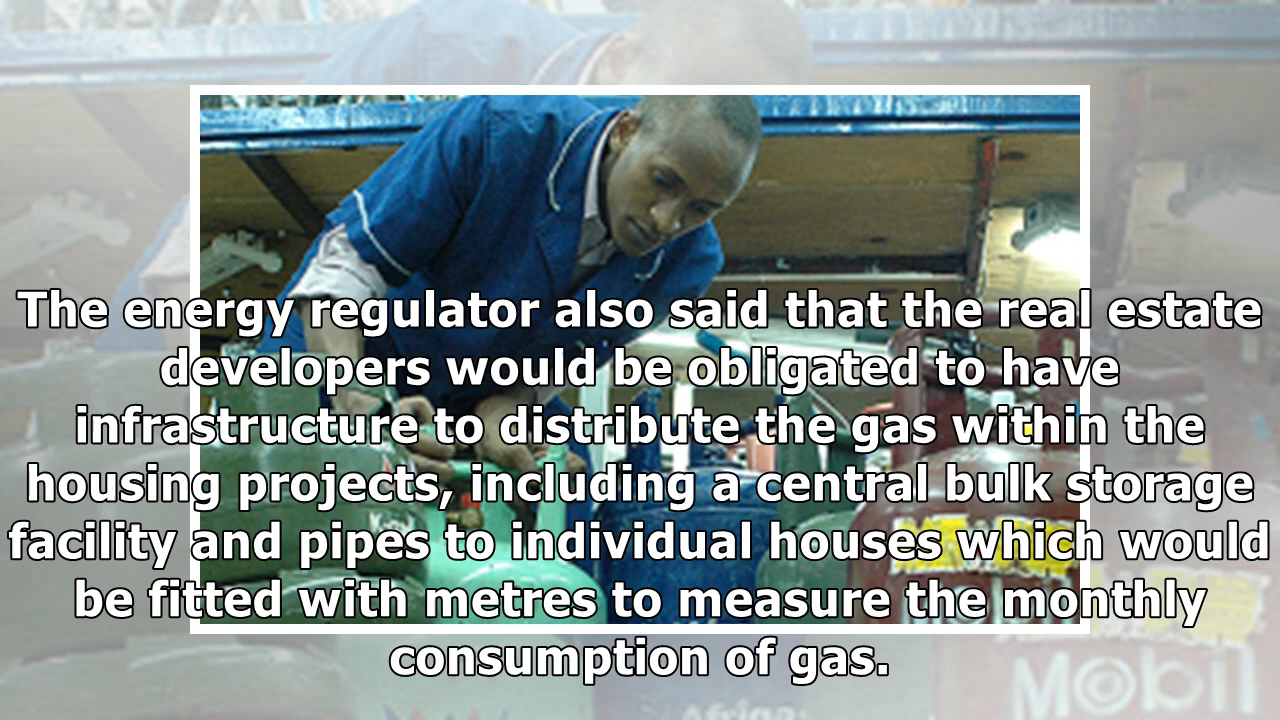 The energy regulator also said that the real estate
developers would be obligated to have
infrastructure to distribute the gas within the
housing projects, including a central bulk storage
facility and pipes to individual houses which would
be fitted with metres to measure the monthly
consumption of gas.
Mobil